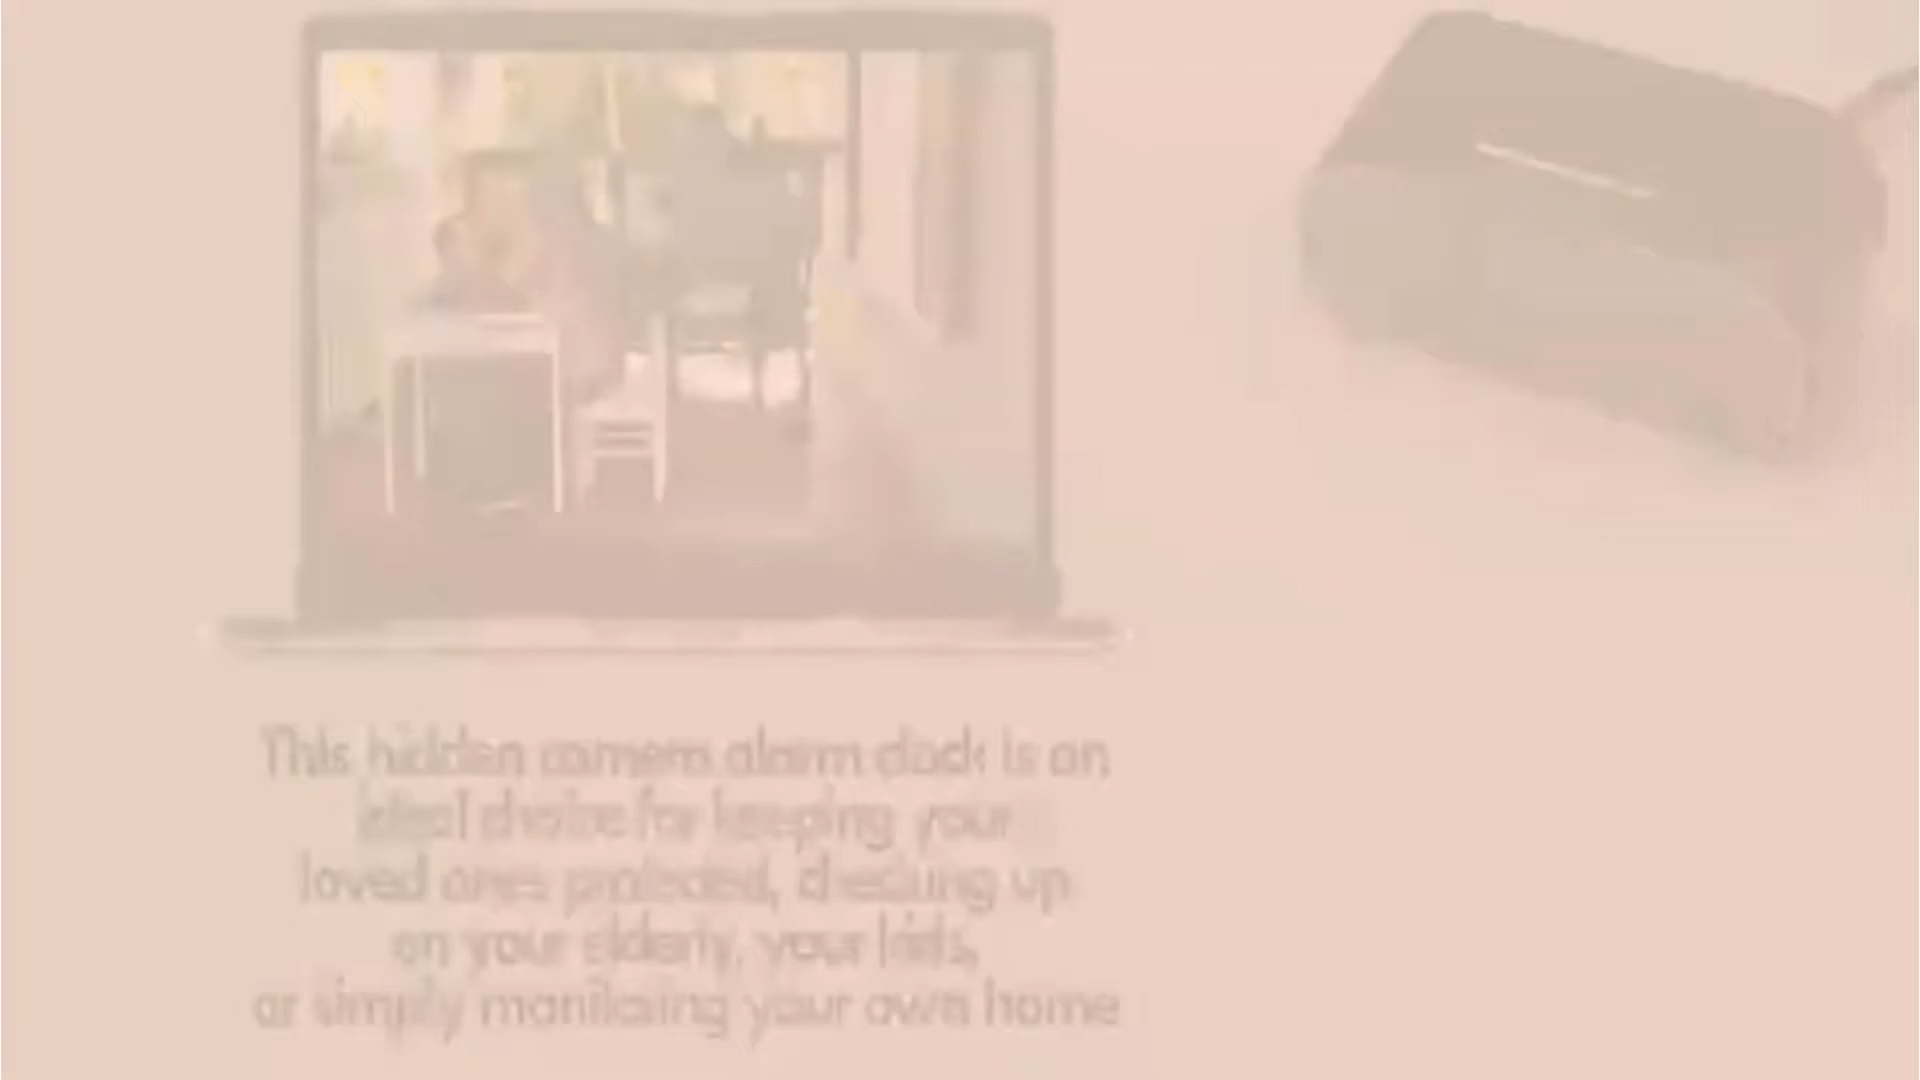 This hidden camera alarm clock is an
ideal choice for keeping your
loved ones protected, checking up
on your elderly, your kids,
or simply monitoring your own home